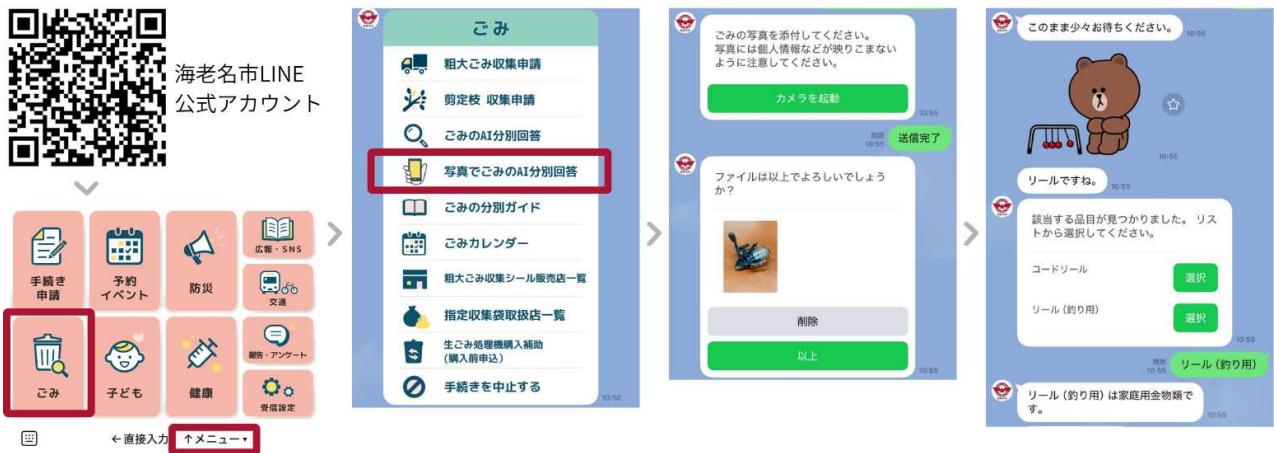 海老名市LINE
公式アカウント
手続き
申請
予約
イベント
防災
広報・SNS
交通
ごみ
子ども
健康
報告・アンケート
受信設定
←直接入力
↑メニュー▾
ごみ
粗大ごみ収集申請
剪定枝 収集申請
ごみのAI分別回答
写真でごみのAI分別回答
ごみの分別ガイド
ごみカレンダー
粗大ごみ収集シール販売店一覧
指定収集袋取扱店一覧
生ごみ処理機購入補助
(購入前申込)
手続きを中止する
10:50
ごみの写真を添付してください。
写真には個人情報などが映りこまない
ように注意してください。
カメラを起動
10:55
既読
10:55
送信完了
ファイルは以上でよろしいでしょう
か?
削除
以上
10:55
このまま少々お待ちください。
10:55
10:55
リールですね。
10:55
該当する品目が見つかりました。 リス
トから選択してください。
コードリール
選択
リール (釣り用)
選択
10:55
既読
10:55
リール (釣り用)
リール (釣り用) は家庭用金物類で
す。
10:55